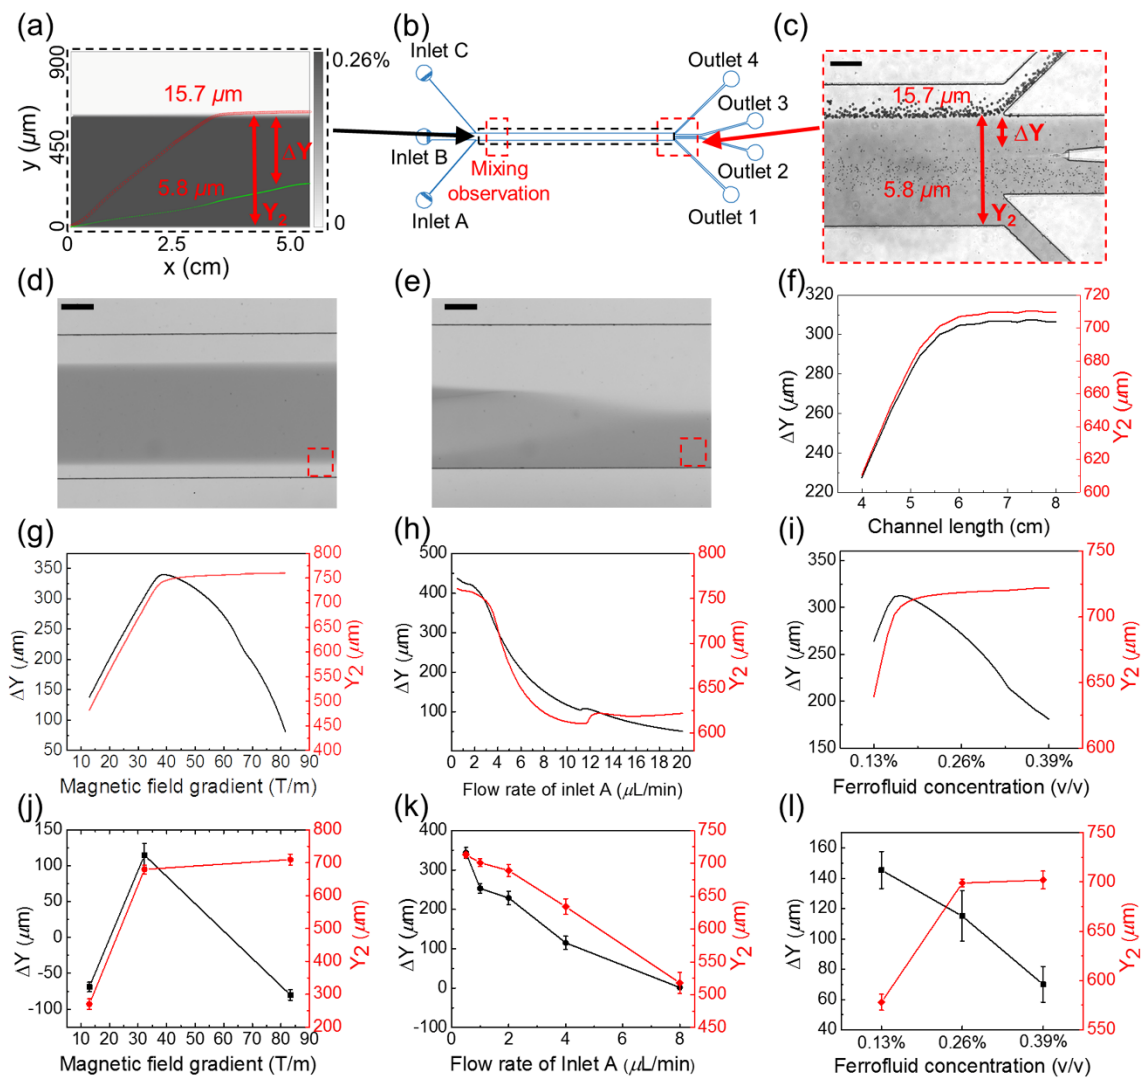 (a)
900
450
0
y (µm)
15.7 µm
5.8 µm
ΔY
Y2
0.26%
0
0
2.5
5.0
x (cm)
(b)
Inlet C
Inlet B
Inlet A
Mixing
observation
Outlet 4
Outlet 3
Outlet 2
Outlet 1
(c)
15.7 µm
ΔY
5.8 µm
Y2
(d)
(e)
(f)
320
300
280
260
240
220
ΔY (µm)
4
5
6
7
8
Channel length (cm)
720
700
680
660
640
620
600
Y2 (µm)
(g)
350
300
250
200
150
100
50
ΔY (µm)
10 20 30 40 50 60 70 80 90
Magnetic field gradient (T/m)
800
750
700
650
600
550
500
450
400
Y2 (µm)
(h)
500
400
300
200
100
0
ΔY (µm)
0 2 4 6 8 10 12 14 16 18 20
Flow rate of inlet A (µL/min)
800
750
700
650
600
Y2 (µm)
(i)
350
300
250
200
150
ΔY (µm)
0.13%
0.26%
0.39%
Ferrofluid concentration (v/v)
750
700
650
600
Y2 (µm)
(j)
150
100
50
0
-50
-100
ΔY (µm)
10 20 30 40 50 60 70 80 90
Magnetic field gradient (T/m)
800
700
600
500
400
300
200
Y2 (µm)
(k)
400
300
200
100
0
-100
ΔY (µm)
0
2
4
6
8
Flow rate of Inlet A (µL/min)
750
700
650
600
550
500
450
Y2 (µm)
(l)
160
140
120
100
80
60
40
ΔY (µm)
0.13%
0.26%
0.39%
Ferrofluid concentration (v/v)
750
700
650
600
550
Y2 (µm)